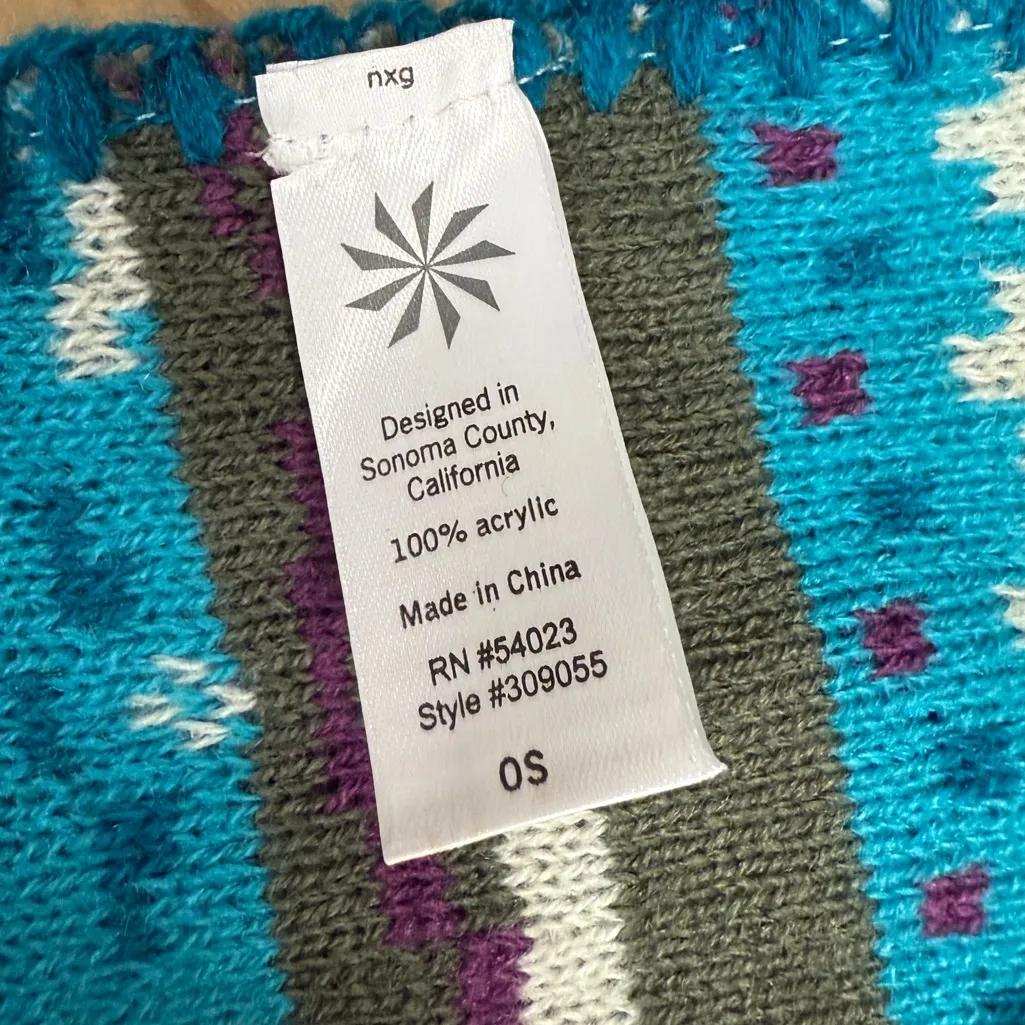 nxg
Designed in
Sonoma County,
California
100% acrylic
Made in China
RN #54023
Style #309055
OS